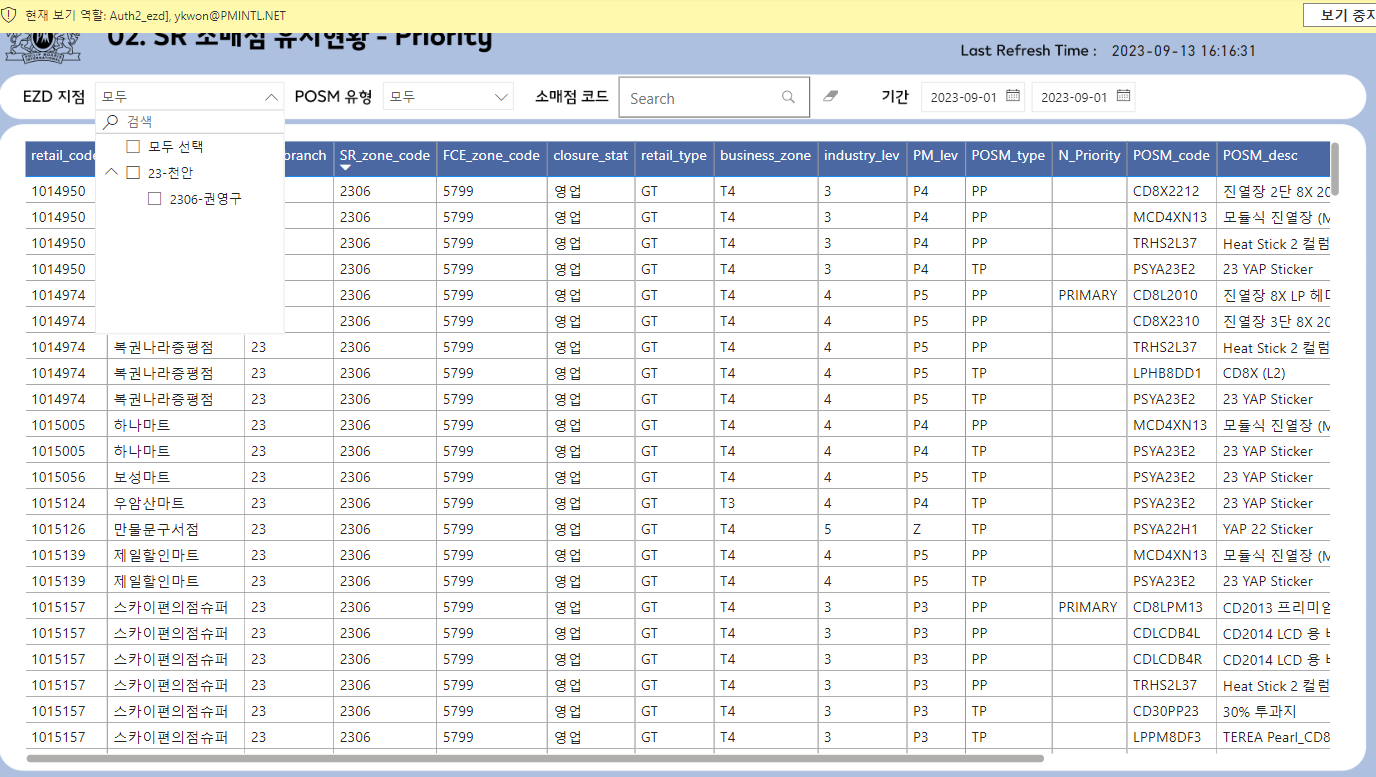 현재 보기 역할: Auth2_ezd], ykwon@PMINTL.NET 보기 중지
02. SR 소매점 유지현황 - Priority
Last Refresh Time : 2023-09-13 16:16:31
EZD 지점 모두 POSM 유형 모두 소매점 코드 Search 기간 2023-09-01 2023-09-01
검색
모두 선택
23-천안
2306-권영구
retail_code branch SR_zone_code FCE_zone_code closure_stat retail_type business_zone industry_lev PM_lev POSM_type N_Priority POSM_code POSM_desc
1014950 2306 5799 영업 GT T4 3 P4 PP CD8X2212 진열장 2단 8X 20
1014950 2306 5799 영업 GT T4 3 P4 PP MCD4XN13 모듈식 진열장 (M
1014950 2306 5799 영업 GT T4 3 P4 PP TRHS2L37 Heat Stick 2 컬럼
1014950 2306 5799 영업 GT T4 3 P4 TP PSYA23E2 23 YAP Sticker
1014974 2306 5799 영업 GT T4 4 P5 PP PRIMARY CD8L2010 진열장 8X LP 헤더
1014974 2306 5799 영업 GT T4 4 P5 PP CD8X2310 진열장 3단 8X 20
1014974 복권나라증평점 23 2306 5799 영업 GT T4 4 P5 PP TRHS2L37 Heat Stick 2 컬럼
1014974 복권나라증평점 23 2306 5799 영업 GT T4 4 P5 TP LPHB8DD1 CD8X (L2)
1014974 복권나라증평점 23 2306 5799 영업 GT T4 4 P5 TP PSYA23E2 23 YAP Sticker
1015005 하나마트 23 2306 5799 영업 GT T4 4 P4 PP MCD4XN13 모듈식 진열장 (M
1015005 하나마트 23 2306 5799 영업 GT T4 4 P4 TP PSYA23E2 23 YAP Sticker
1015056 보성마트 23 2306 5799 영업 GT T4 4 P5 TP PSYA23E2 23 YAP Sticker
1015124 우암산마트 23 2306 5799 영업 GT T3 4 P4 TP PSYA23E2 23 YAP Sticker
1015126 만물문구서점 23 2306 5799 영업 GT T4 5 Z TP PSYA22H1 YAP 22 Sticker
1015139 제일할인마트 23 2306 5799 영업 GT T4 4 P5 PP MCD4XN13 모듈식 진열장 (M
1015139 제일할인마트 23 2306 5799 영업 GT T4 4 P5 TP PSYA23E2 23 YAP Sticker
1015157 스카이편의점슈퍼 23 2306 5799 영업 GT T4 3 P3 PP PRIMARY CD8LPM13 CD2013 프리미엄
1015157 스카이편의점슈퍼 23 2306 5799 영업 GT T4 3 P3 PP CDLCDB4L CD2014 LCD 용
1015157 스카이편의점슈퍼 23 2306 5799 영업 GT T4 3 P3 PP CDLCDB4R CD2014 LCD 용
1015157 스카이편의점슈퍼 23 2306 5799 영업 GT T4 3 P3 PP TRHS2L37 Heat Stick 2 컬럼
1015157 스카이편의점슈퍼 23 2306 5799 영업 GT T4 3 P3 TP CD30PP23 30% 투과지
1015157 스카이편의점슈퍼 23 2306 5799 영업 GT T4 3 P3 TP LPPM8DF3 TEREA Pearl_CD8